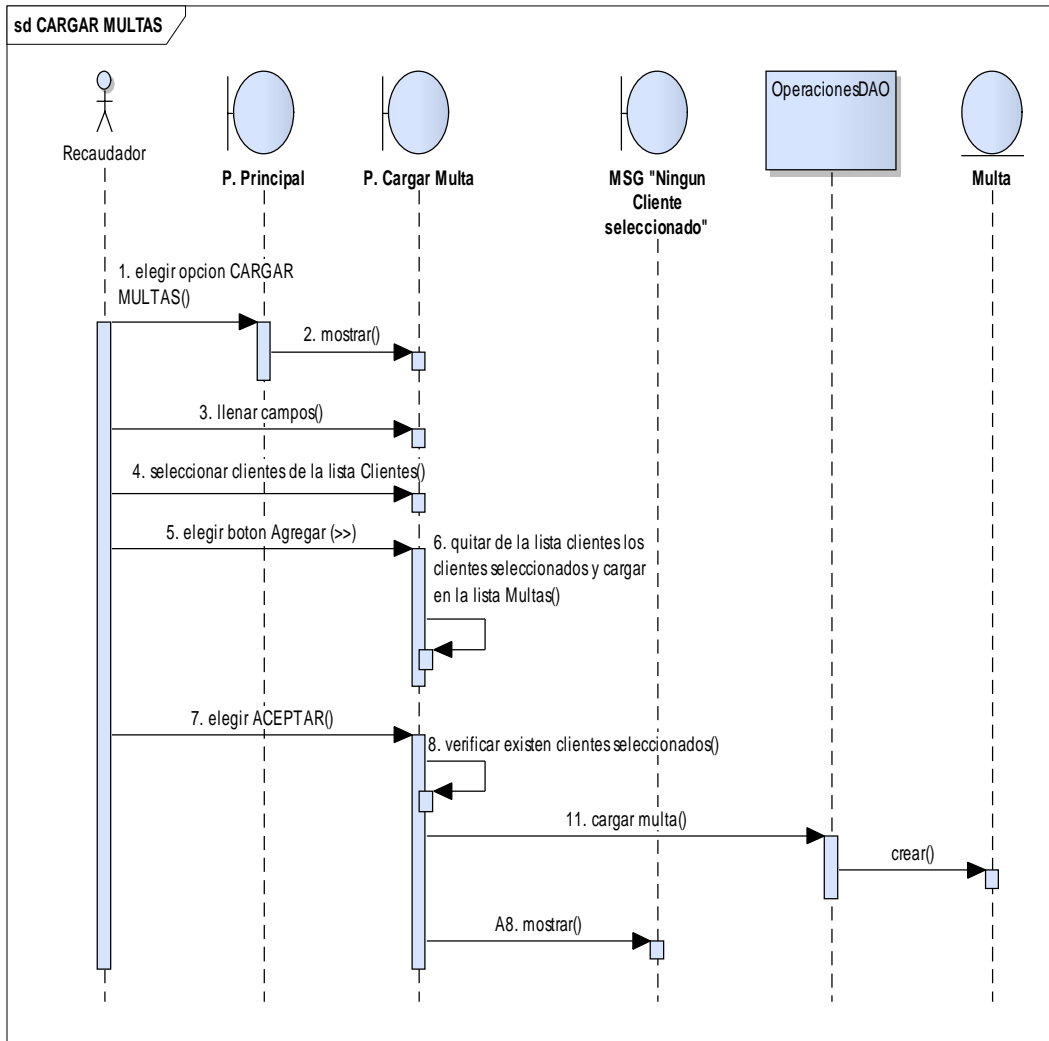 sd CARGAR MULTAS
Recaudador
P. Principal
P. Cargar Multa
MSG "Ningun
Cliente
seleccionado"
OperacionesDAO
Multa
1. elegir opcion CARGAR
MULTAS()
2. mostrar()
3. llenar campos()
4. seleccionar clientes de la lista Clientes()
5. elegir boton Agregar (>>)
6. quitar de la lista clientes los
clientes seleccionados y cargar
en la lista Multas()
7. elegir ACEPTAR()
8. verificar existen clientes seleccionados()
11. cargar multa()
crear()
A8. mostrar()